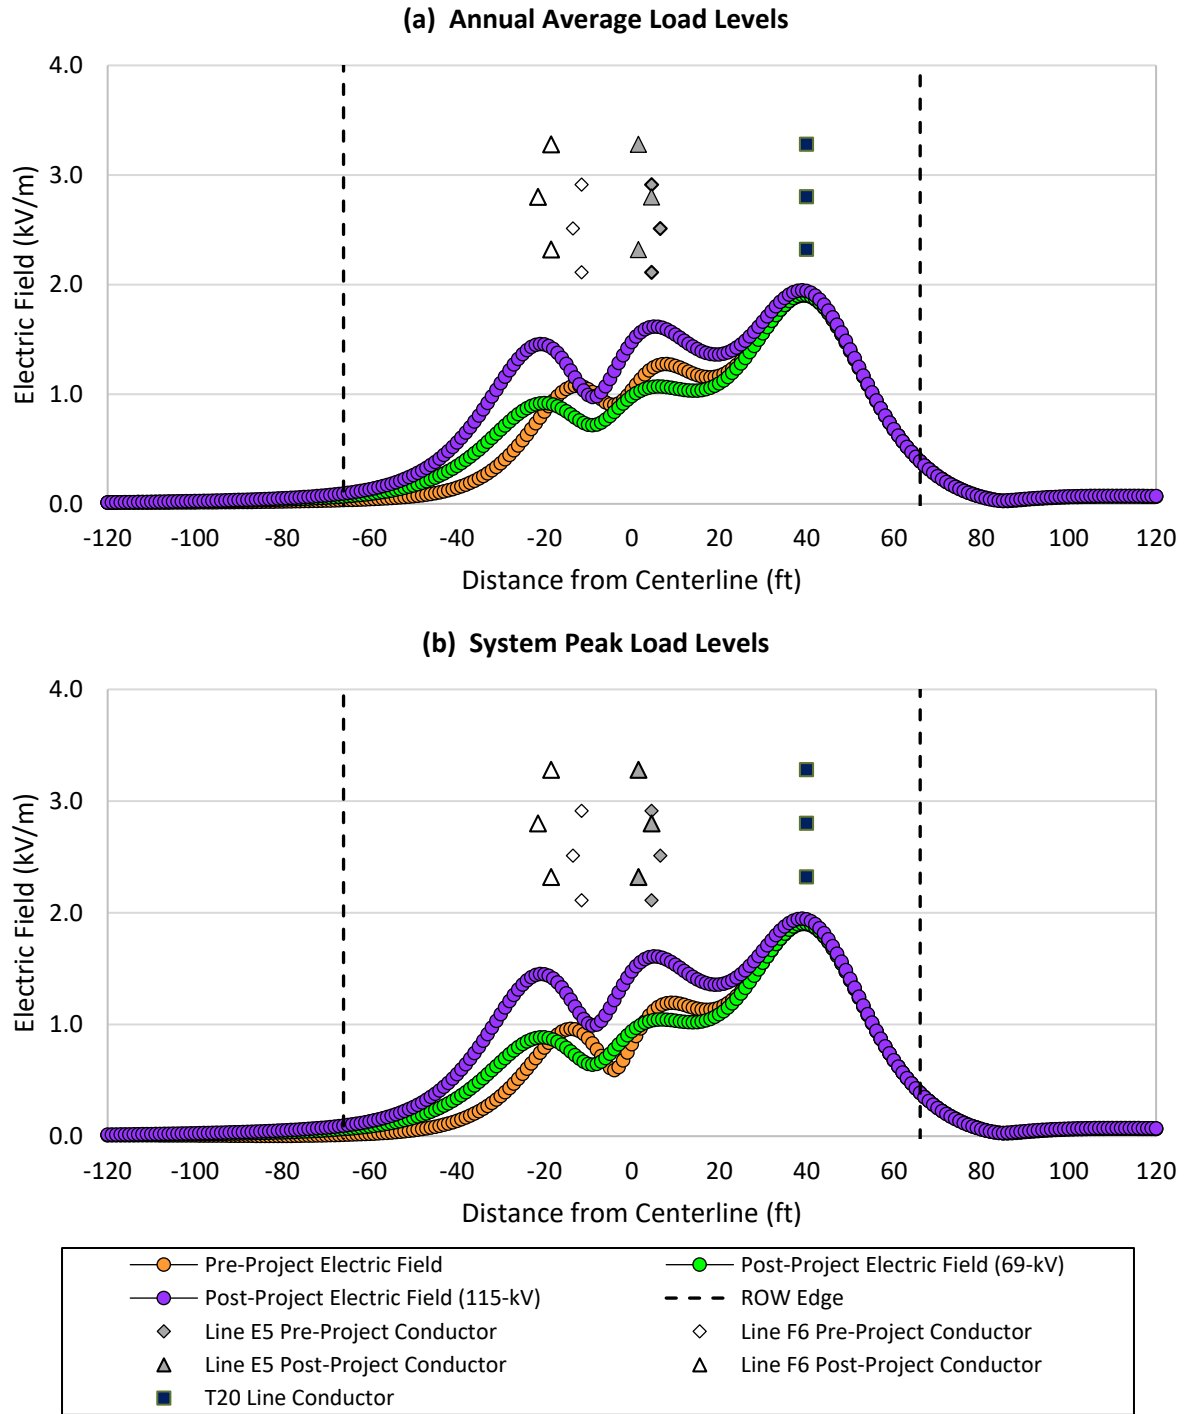 (a)  Annual Average Load Levels
4.0
3.0
2.0
1.0
0.0
Electric Field (kV/m)
-120 -100 -80 -60 -40 -20 0 20 40 60 80 100 120
Distance from Centerline (ft)
(b)  System Peak Load Levels
4.0
3.0
2.0
1.0
0.0
Electric Field (kV/m)
-120 -100 -80 -60 -40 -20 0 20 40 60 80 100 120
Distance from Centerline (ft)
Pre-Project Electric Field Post-Project Electric Field (69-kV)
Post-Project Electric Field (115-kV) ROW Edge
Line E5 Pre-Project Conductor Line F6 Pre-Project Conductor
Line E5 Post-Project Conductor Line F6 Post-Project Conductor
T20 Line Conductor